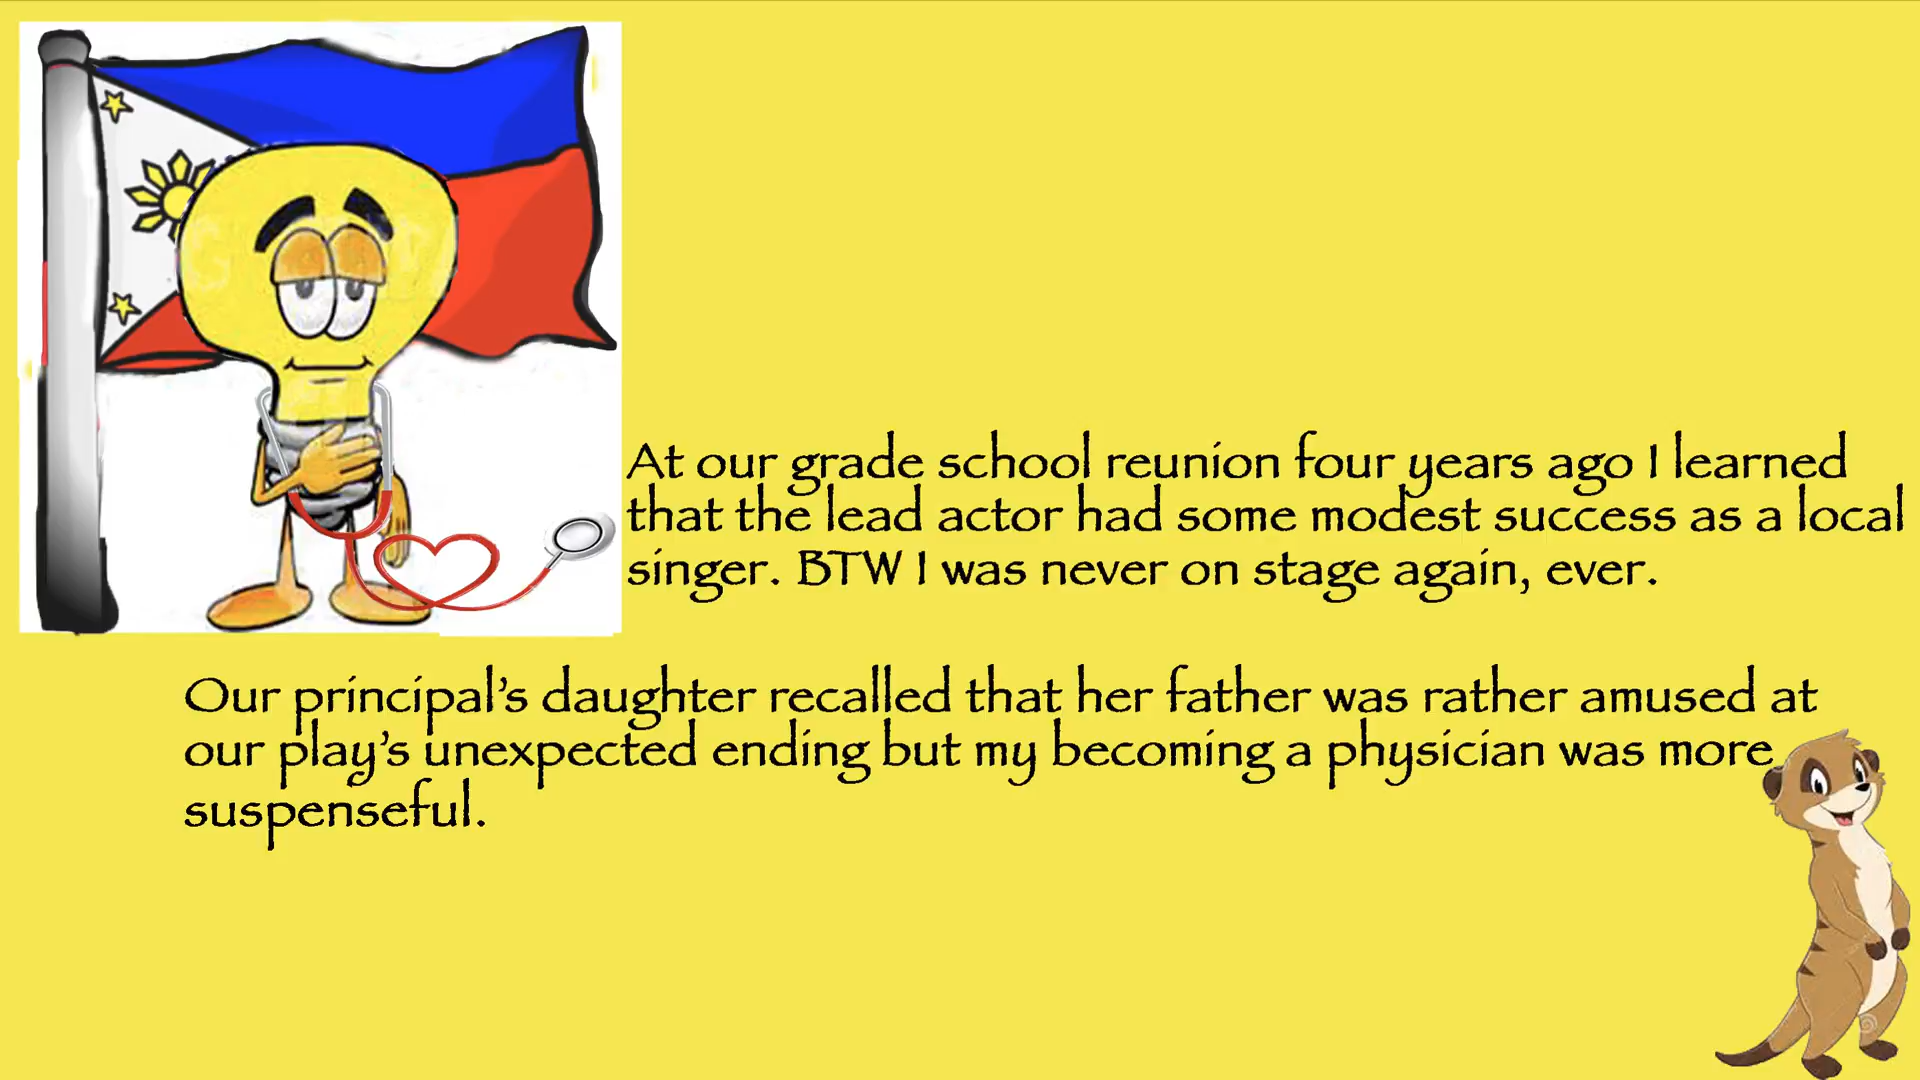 At our grade school reunion four years ago I learned
that the lead actor had some modest success as a local
singer. BTW I was never on stage again, ever.
Our principal's daughter recalled that her father was rather amused at
our play's unexpected ending but my becoming a physician was more
suspenseful.